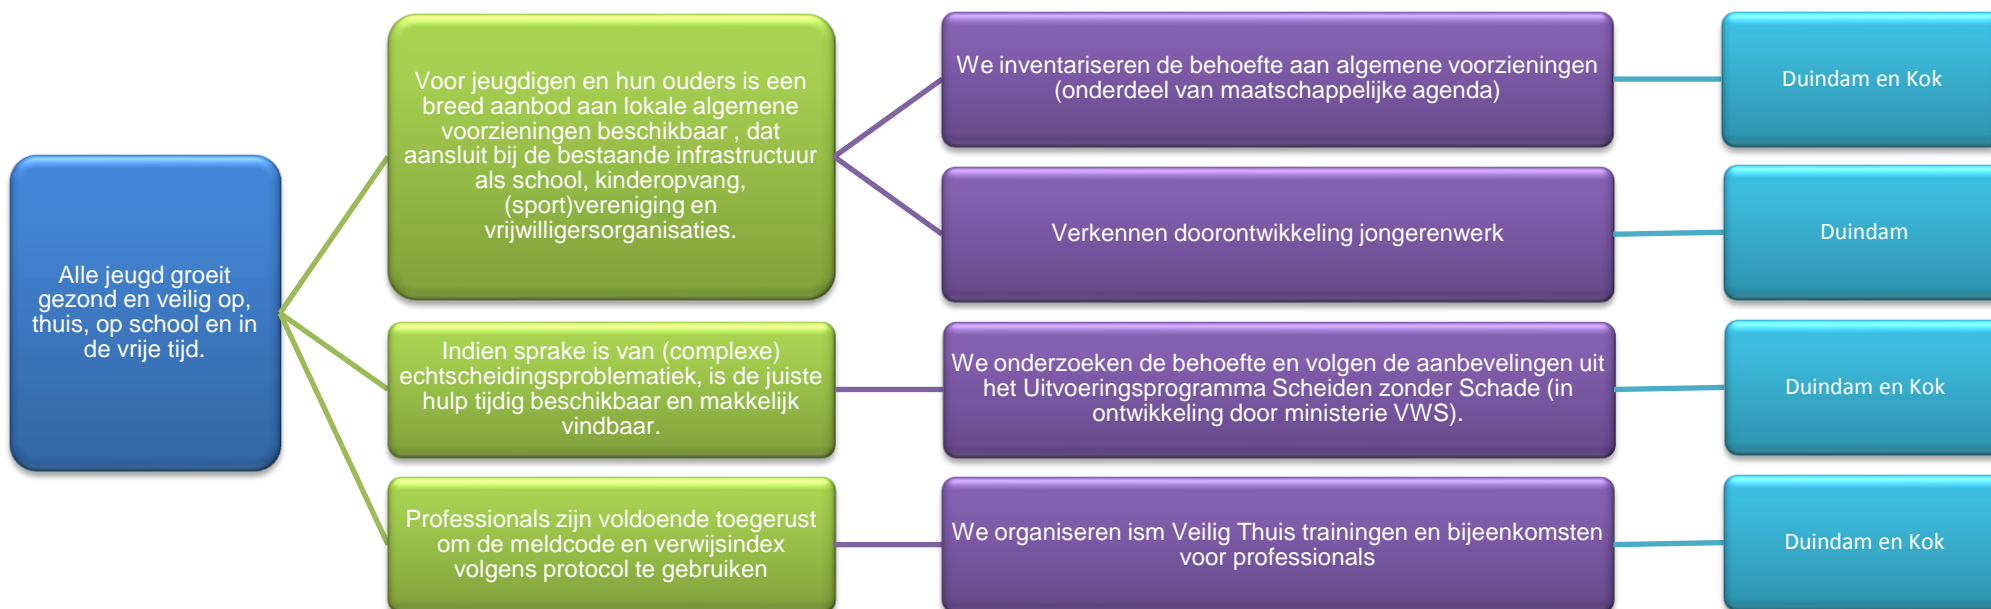 Alle jeugd groeit
gezond en veilig op,
thuis, op school en in
de vrije tijd.
Voor jeugdigen en hun ouders is een
breed aanbod aan lokale algemene
voorzieningen beschikbaar , dat
aansluit bij de bestaande infrastructuur
als school, kinderopvang,
(sport)vereniging en
vrijwilligersorganisaties.
We inventariseren de behoefte aan algemene voorzieningen
(onderdeel van maatschappelijke agenda)
Duindam en Kok
Verkennen doorontwikkeling jongerenwerk
Duindam
Indien sprake is van (complexe)
echtscheidingsproblematiek, is de juiste
hulp tijdig beschikbaar en makkelijk
vindbaar.
We onderzoeken de behoefte en volgen de aanbevelingen uit
het Uitvoeringsprogramma Scheiden zonder Schade (in
ontwikkeling door ministerie VWS).
Duindam en Kok
Professionals zijn voldoende toegerust
om de meldcode en verwijsindex
volgens protocol te gebruiken
We organiseren ism Veilig Thuis trainingen en bijeenkomsten
voor professionals
Duindam en Kok